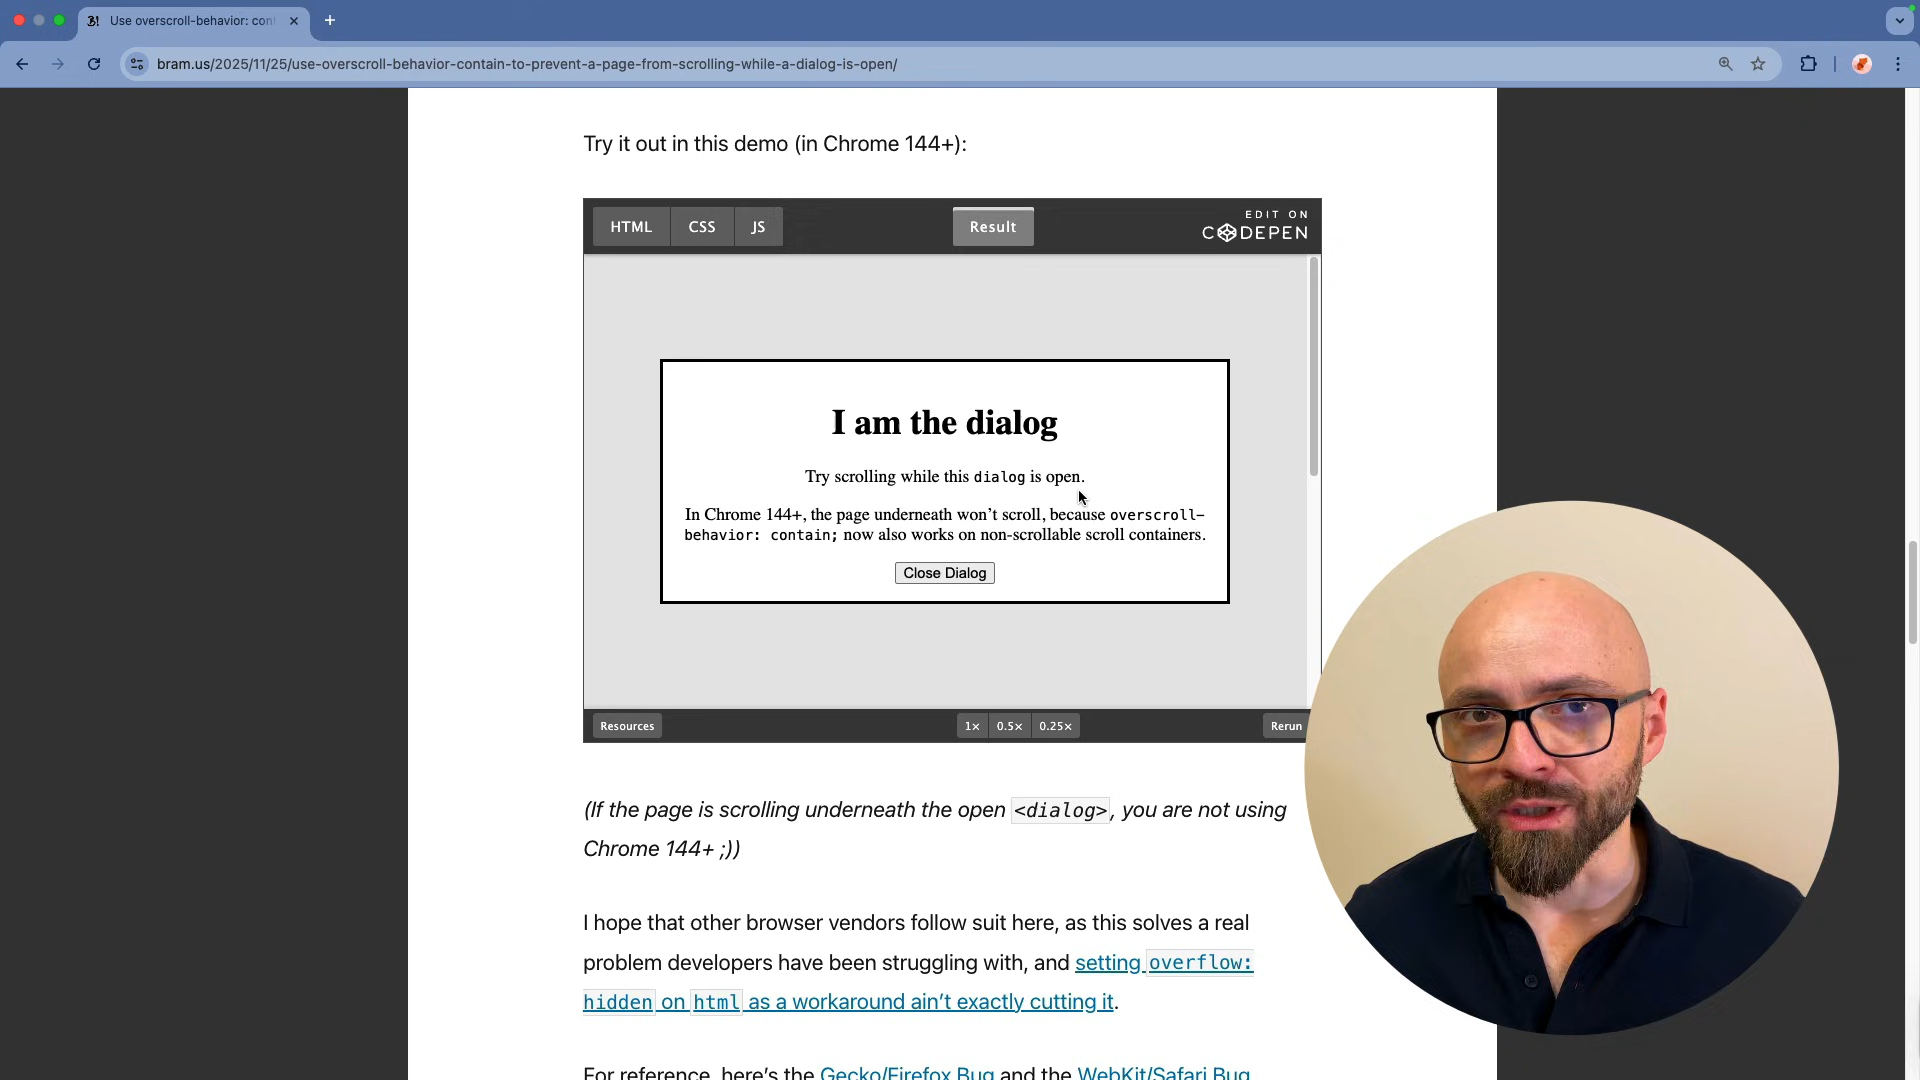 Use overscroll-behavior: con
bram.us/2025/11/25/use-overscroll-behavior-contain-to-prevent-a-page-from-scrolling-while-a-dialog-is-open/
Try it out in this demo (in Chrome 144+):
HTML CSS JS Result EDIT ON
CODEPEN
I am the dialog
Try scrolling while this dialog is open.
In Chrome 144+, the page underneath won’t scroll, because overscroll-
behavior: contain; now also works on non-scrollable scroll containers.
Close Dialog
Resources 1× 0.5× 0.25× Rerun
(If the page is scrolling underneath the open <dialog>, you are not using
Chrome 144+ ;))
I hope that other browser vendors follow suit here, as this solves a real
problem developers have been struggling with, and setting overflow:
hidden on html as a workaround ain’t exactly cutting it.
For reference, here’s the Gecko/Firefox Bug and the WebKit/Safari Bug